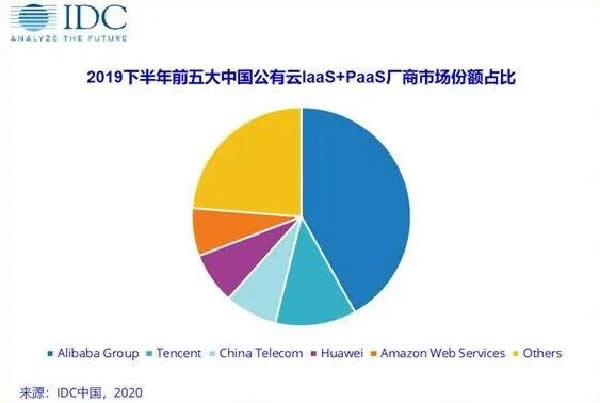 IDC
ANALYZE THE FUTURE
2019下半年前五大中国公有云IaaS+PaaS厂商市场份额占比
Alibaba Group Tencent China Telecom Huawei Amazon Web Services Others
来源：IDC中国，2020